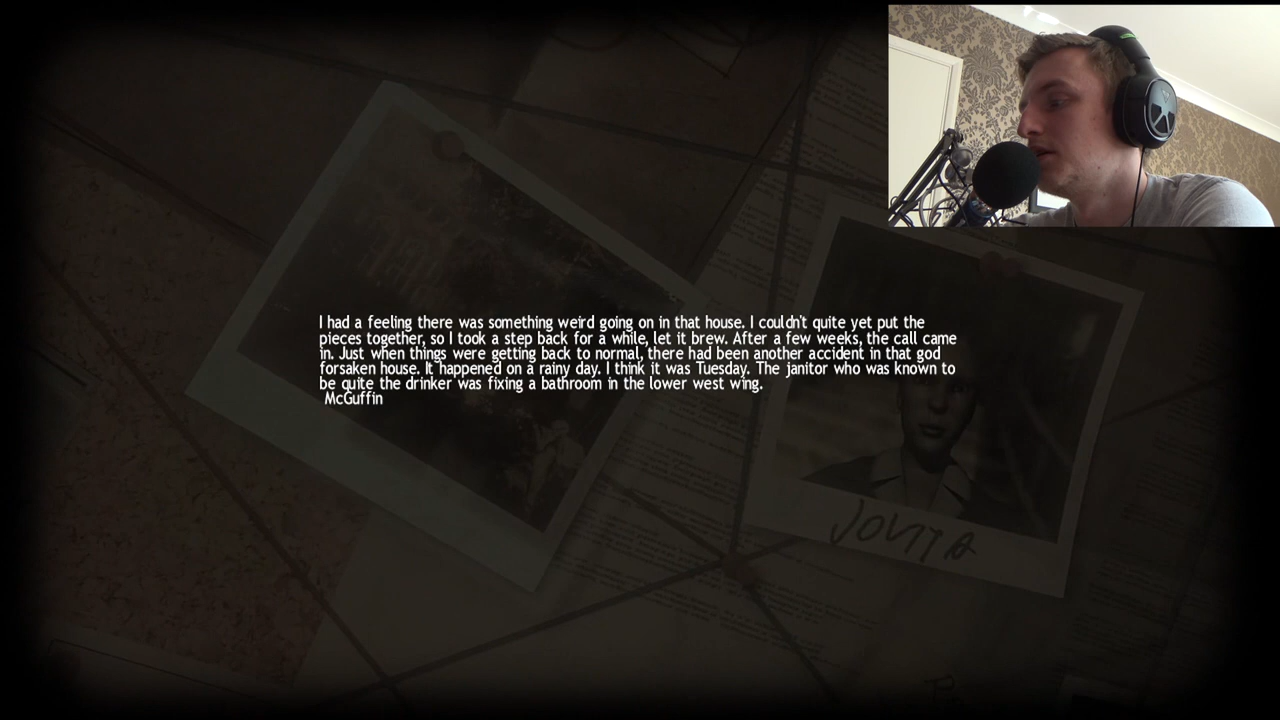 I had a feeling there was something weird going on in that house. I couldn't quite yet put the
pieces together, so I took a step back for a while, let it brew. After a few weeks, the call came
in. Just when things were getting back to normal, there had been another accident in that god
forsaken house. It happened on a rainy day. I think it was Tuesday. The janitor who was known to
be quite the drinker was fixing a bathroom in the lower west wing.
McGuffin
JOVITA